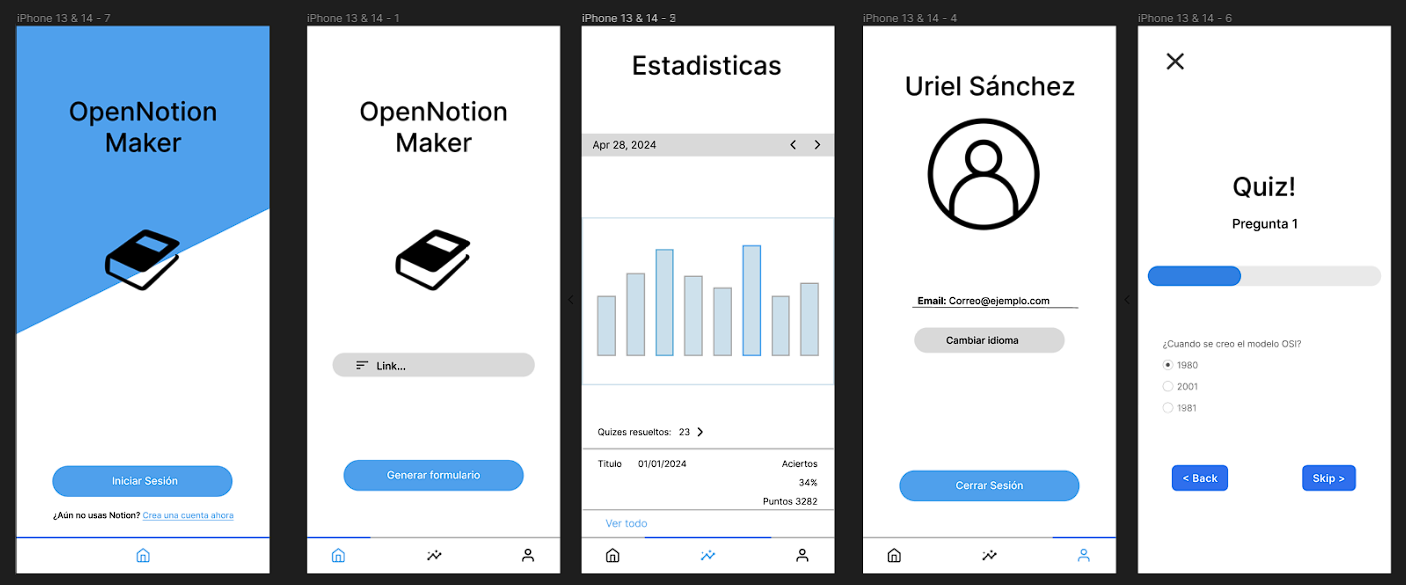 iPhone 13 & 14 - 7
OpenNotion
Maker
Iniciar Sesión
¿Aún no usas Notion? Crea una cuenta ahora
iPhone 13 & 14 - 1
OpenNotion
Maker
Link...
Generar formulario
iPhone 13 & 14 - 3
Estadisticas
Apr 28, 2024
Quizes resueltos: 23
Titulo 01/01/2024 Aciertos
34%
Puntos 3282
Ver todo
iPhone 13 & 14 - 4
Uriel Sánchez
Email: Correo@ejemplo.com
Cambiar idioma
Cerrar Sesión
iPhone 13 & 14 - 6
Quiz!
Pregunta 1
¿Cuando se creo el modelo OSI?
1980
2001
1981
< Back Skip >